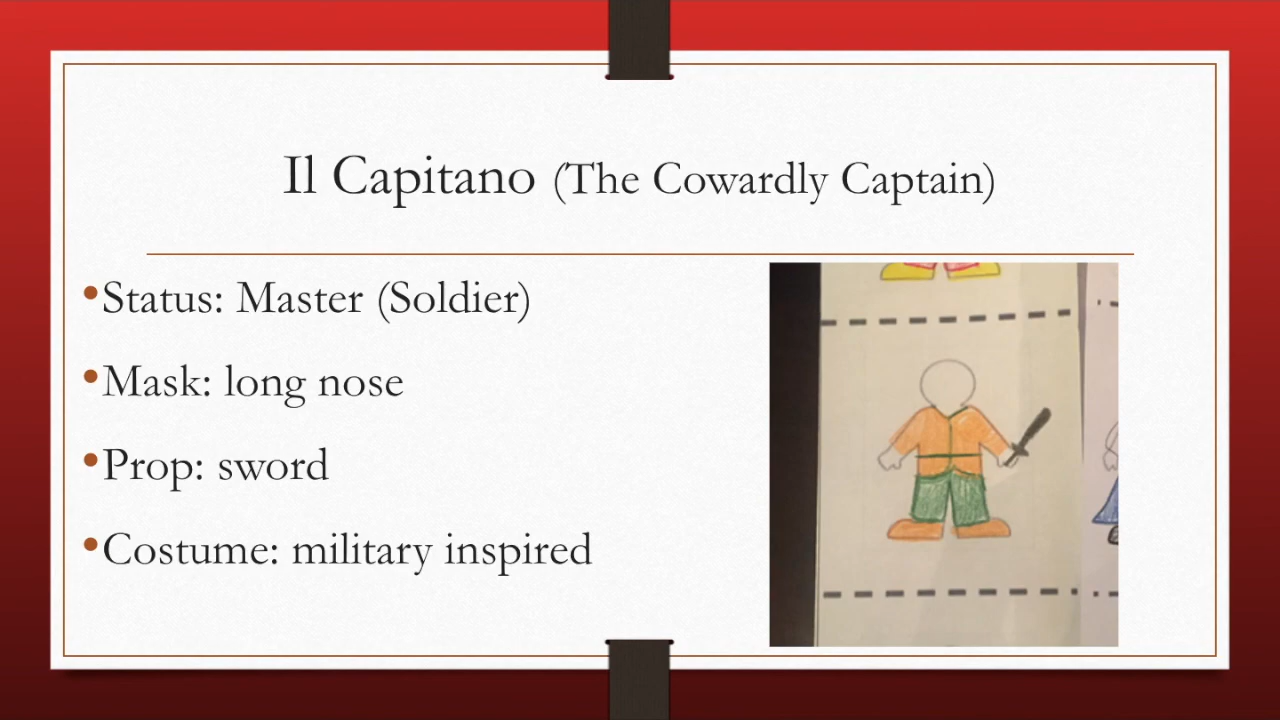 Il Capitano (The Cowardly Captain)
•Status: Master (Soldier)
•Mask: long nose
•Prop: sword
•Costume: military inspired